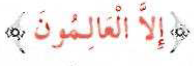 ﴿ إِلاَّ الْعَالِمُونَ ﴾